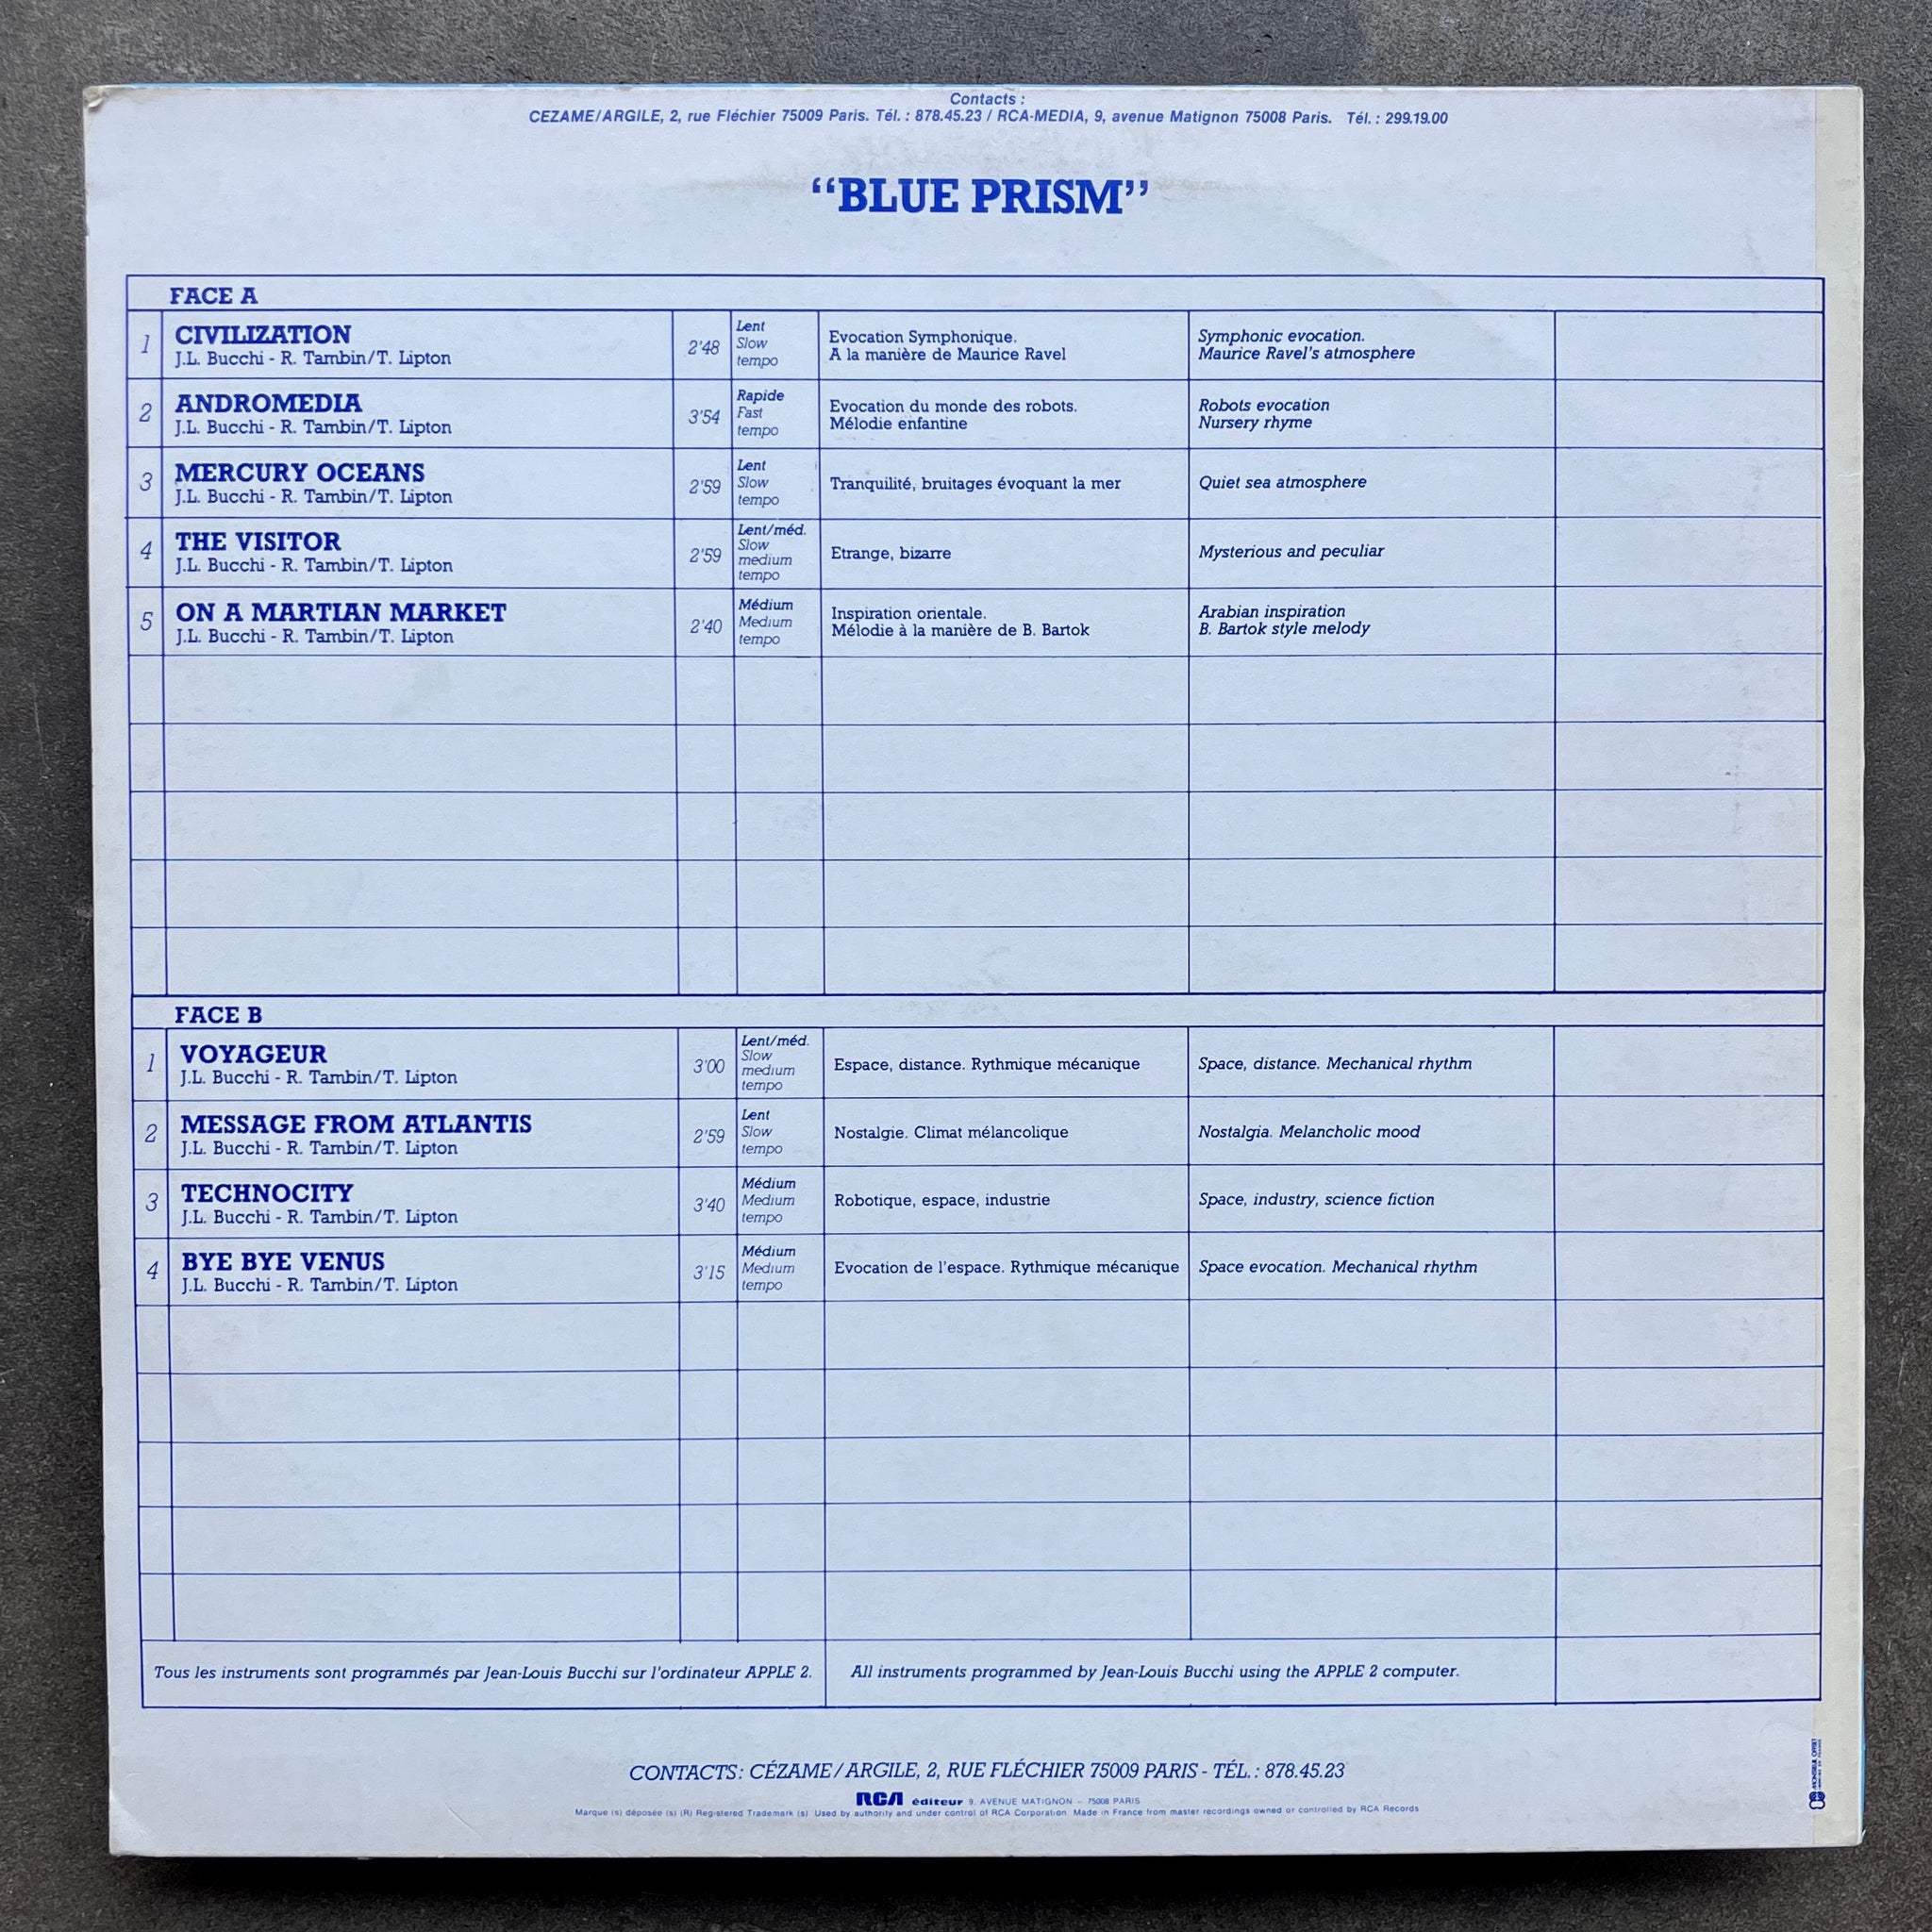 Contacts :
CEZAME/ARGILE, 2, rue Fléchier 75009 Paris. Tél. : 878.45.23 / RCA-MEDIA, 9, avenue Matignon 75008 Paris. Tél. : 299.19.00
“BLUE PRISM”
FACE A
1
CIVILIZATION
J.L. Bucchi - R. Tambin/T. Lipton
2'48
Lent
Slow
tempo
Evocation Symphonique.
A la manière de Maurice Ravel
Symphonic evocation.
Maurice Ravel's atmosphere
2
ANDROMEDIA
J.L. Bucchi - R. Tambin/T. Lipton
3'54
Rapide
Fast
tempo
Evocation du monde des robots.
Mélodie enfantine
Robots evocation
Nursery rhyme
3
MERCURY OCEANS
J.L. Bucchi - R. Tambin/T. Lipton
2'59
Lent
Slow
tempo
Tranquilité, bruitages évoquant la mer
Quiet sea atmosphere
4
THE VISITOR
J.L. Bucchi - R. Tambin/T. Lipton
2'59
Lent/méd.
Slow
medium
tempo
Etrange, bizarre
Mysterious and peculiar
5
ON A MARTIAN MARKET
J.L. Bucchi - R. Tambin/T. Lipton
2'40
Médium
Medium
tempo
Inspiration orientale.
Mélodie à la manière de B. Bartok
Arabian inspiration
B. Bartok style melody
FACE B
1
VOYAGEUR
J.L. Bucchi - R. Tambin/T. Lipton
3'00
Lent/méd.
Slow
medium
tempo
Espace, distance. Rythmique mécanique
Space, distance. Mechanical rhythm
2
MESSAGE FROM ATLANTIS
J.L. Bucchi - R. Tambin/T. Lipton
2'59
Lent
Slow
tempo
Nostalgie. Climat mélancolique
Nostalgia. Melancholic mood
3
TECHNOCITY
J.L. Bucchi - R. Tambin/T. Lipton
3'40
Médium
Medium
tempo
Robotique, espace, industrie
Space, industry, science fiction
4
BYE BYE VENUS
J.L. Bucchi - R. Tambin/T. Lipton
3'15
Médium
Medium
tempo
Evocation de l'espace. Rythmique mécanique
Space evocation. Mechanical rhythm
Tous les instruments sont programmés par Jean-Louis Bucchi sur l'ordinateur APPLE 2.
All instruments programmed by Jean-Louis Bucchi using the APPLE 2 computer.
CONTACTS: CÉZAME/ARGILE, 2, RUE FLÉCHIER 75009 PARIS - TÉL. : 878.45.23
RCA éditeur 9, AVENUE MATIGNON - 75008 PARIS
Marque (s) déposée (s) (R) Registered Trademark (s) Used by authority and under control of RCA Corporation. Made in France from master recordings owned or controlled by RCA Records